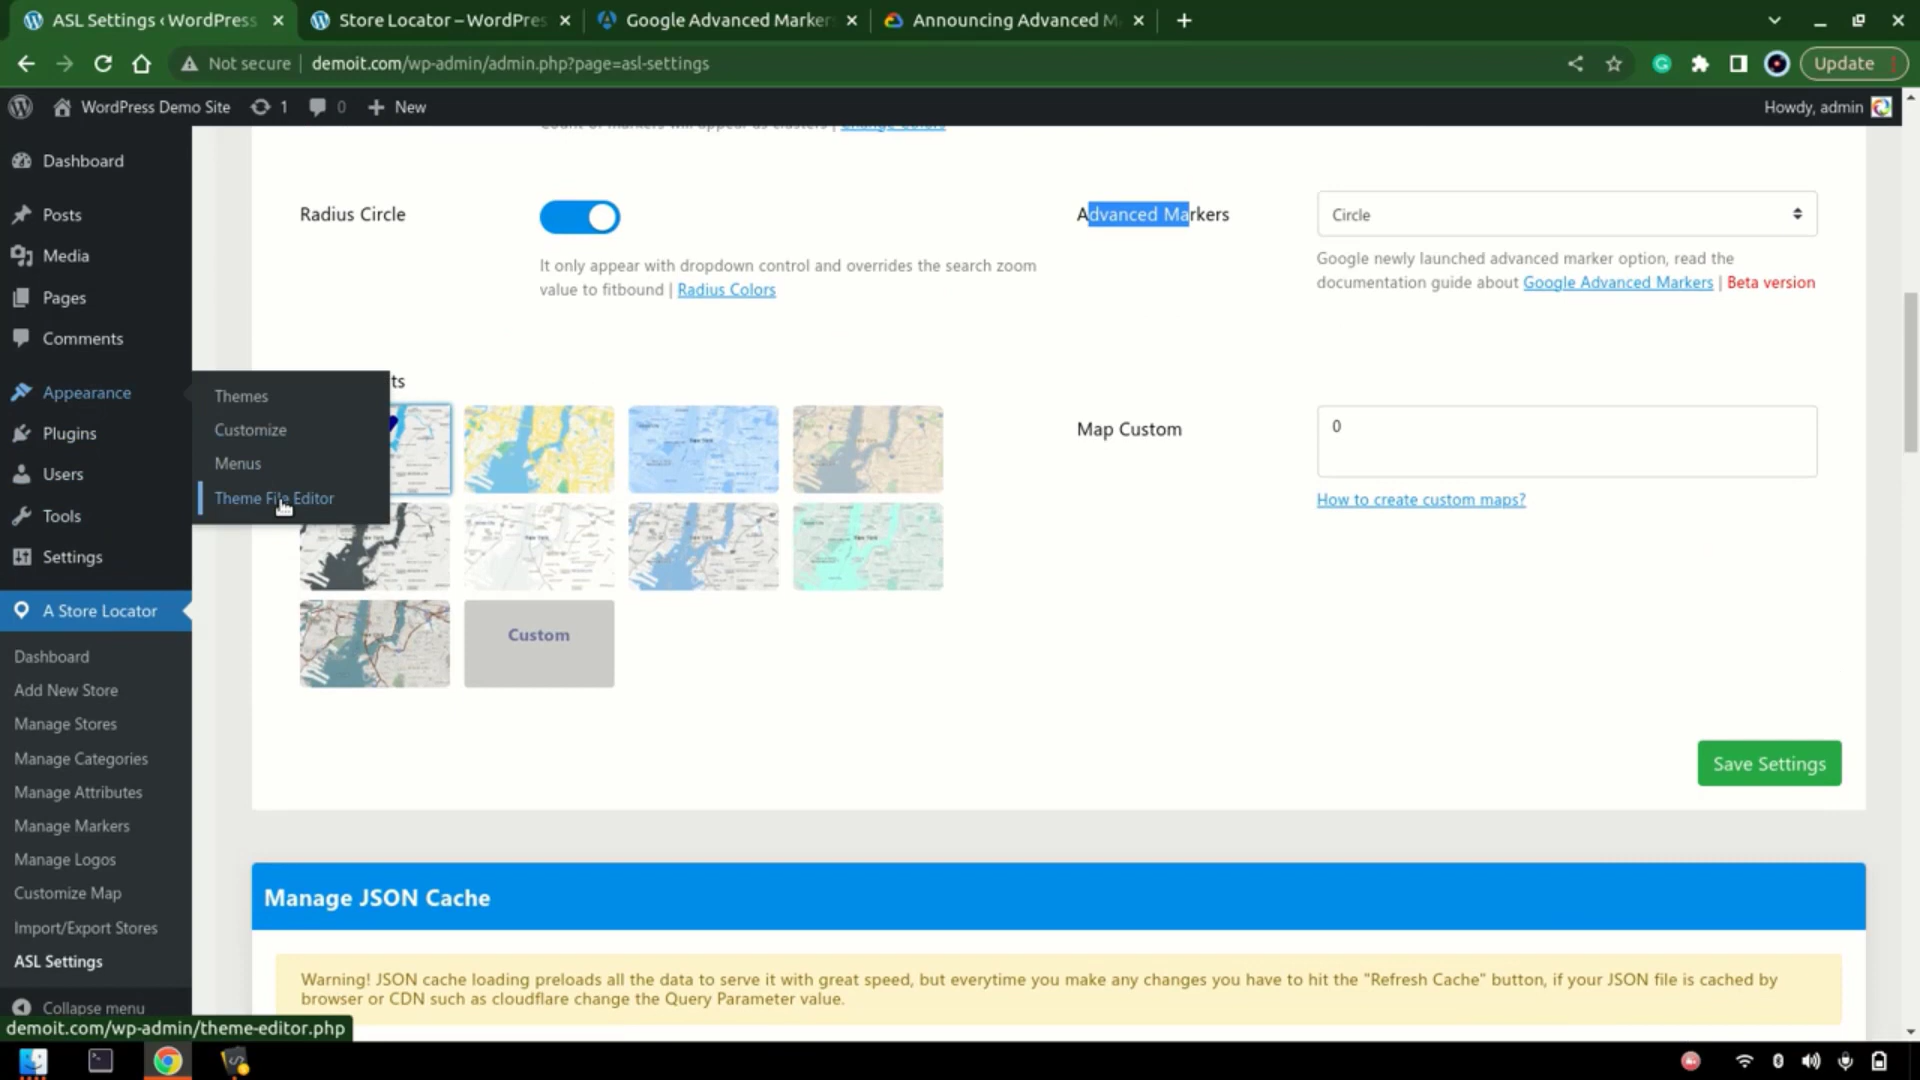 ASL Settings ‹ WordPress
Store Locator – WordPres
Google Advanced Marker
Announcing Advanced M
Not secure
demoit.com/wp-admin/admin.php?page=asl-settings
Update
WordPress Demo Site
1
0
New
Howdy, admin
Count of markers will appear as clusters | Change Colors
Dashboard
Posts
Media
Pages
Comments
Appearance
Plugins
Users
Tools
Settings
A Store Locator
Dashboard
Add New Store
Manage Stores
Manage Categories
Manage Attributes
Manage Markers
Manage Logos
Customize Map
Import/Export Stores
ASL Settings
Collapse menu
Themes
Customize
Menus
Theme File Editor
Radius Circle
It only appear with dropdown control and overrides the search zoom
value to fitbound | Radius Colors
Advanced Markers
Circle
Google newly launched advanced marker option, read the
documentation guide about Google Advanced Markers | Beta version
ts
Custom
Map Custom
0
How to create custom maps?
Save Settings
Manage JSON Cache
Warning! JSON cache loading preloads all the data to serve it with great speed, but everytime you make any changes you have to hit the "Refresh Cache" button, if your JSON file is cached by
browser or CDN such as cloudflare change the Query Parameter value.
demoit.com/wp-admin/theme-editor.php